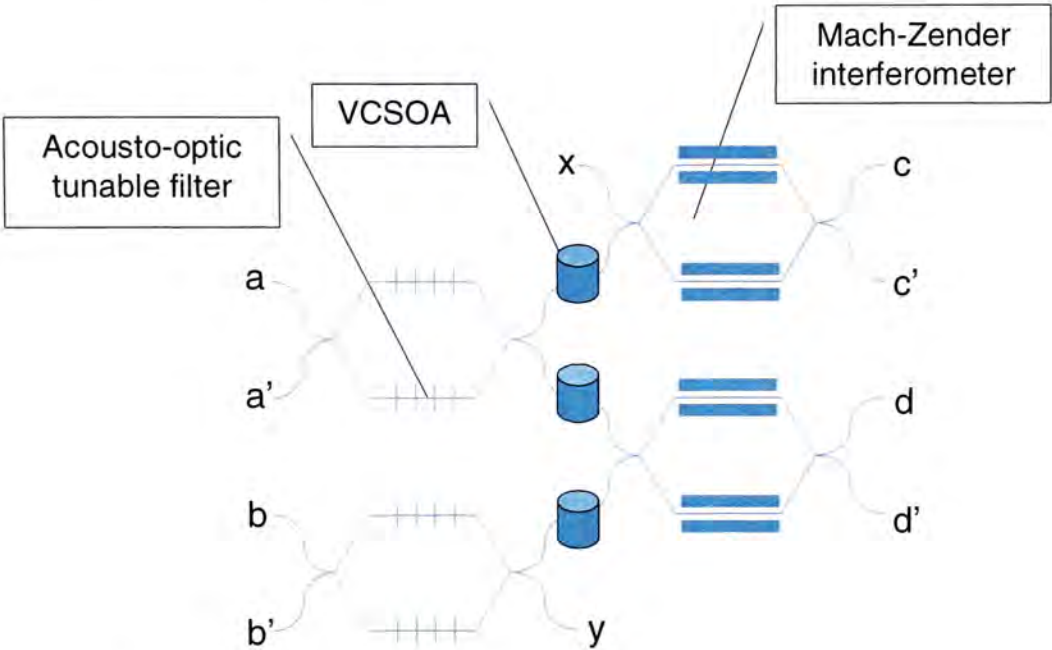 Mach-Zender
interferometer
VCSOA
Acousto-optic
tunable filter
x
c
a
c'
a'
d
b
d'
b'
y